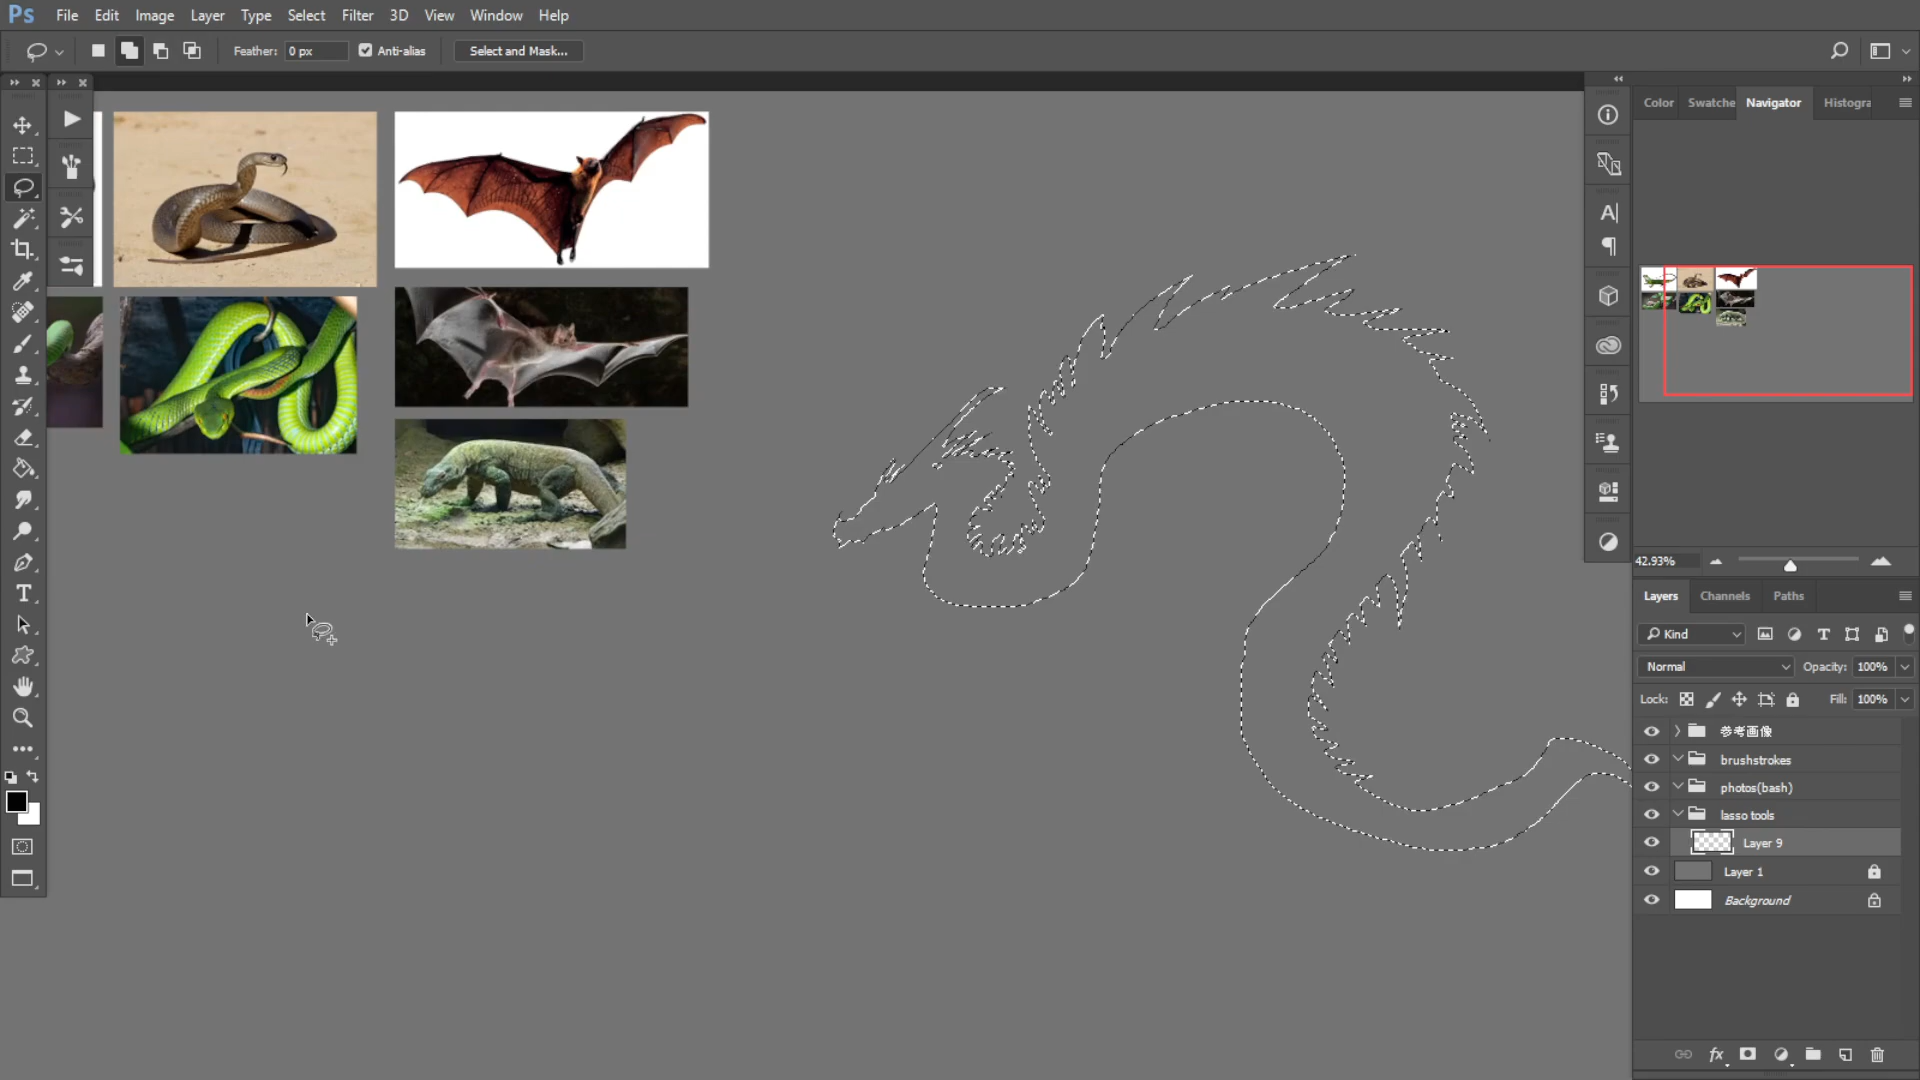 Ps File Edit Image Layer Type Select Filter 3D View Window Help
Feather: 0 px Anti-alias Select and Mask...
Color Swatche Navigator Histogra
42.93%
Layers Channels Paths
Kind
Normal Opacity: 100%
Lock: Fill: 100%
参考画像
brushstrokes
photos(bash)
lasso tools
Layer 9
Layer 1
Background
fx